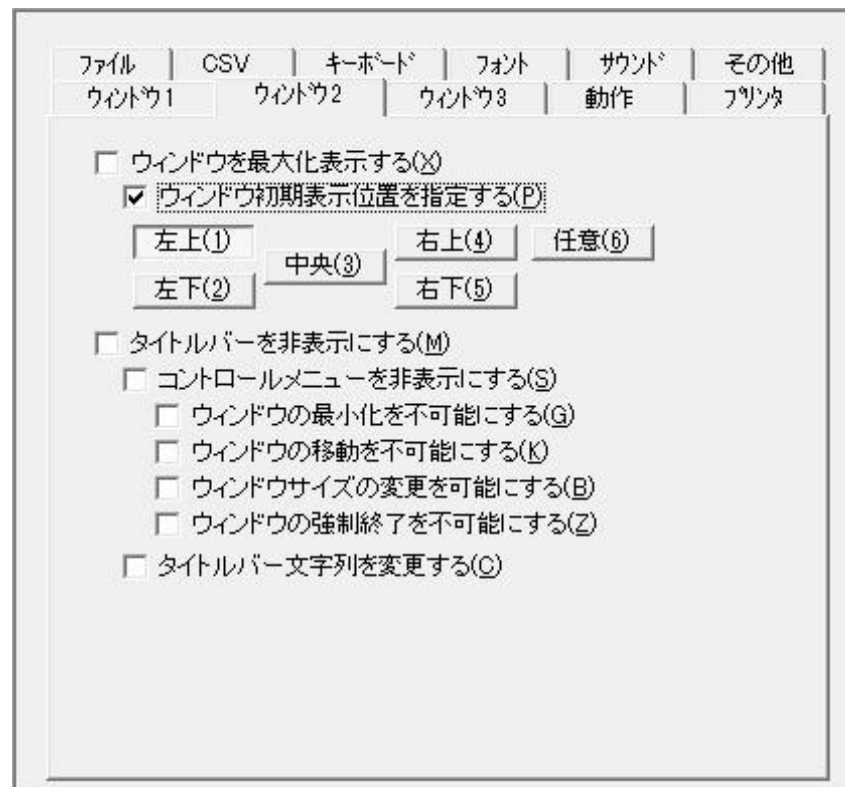 ﾌｧｲﾙ CSV ｷｰﾎﾞｰﾄﾞ ﾌｫﾝﾄ ｻｳﾝﾄﾞ その他
ｳｨﾝﾄﾞｳ1 ｳｨﾝﾄﾞｳ2 ｳｨﾝﾄﾞｳ3 動作 ﾌﾟﾘﾝﾀ
ウィンドウを最大化表示する(X)
ウィンドウ初期表示位置を指定する(P)
左上(1) 右上(4) 任意(6)
中央(3)
左下(2) 右下(5)
タイトルバーを非表示にする(M)
コントロールメニューを非表示にする(S)
ウィンドウの最小化を不可能にする(G)
ウィンドウの移動を不可能にする(K)
ウィンドウサイズの変更を可能にする(B)
ウィンドウの強制終了を不可能にする(Z)
タイトルバー文字列を変更する(C)